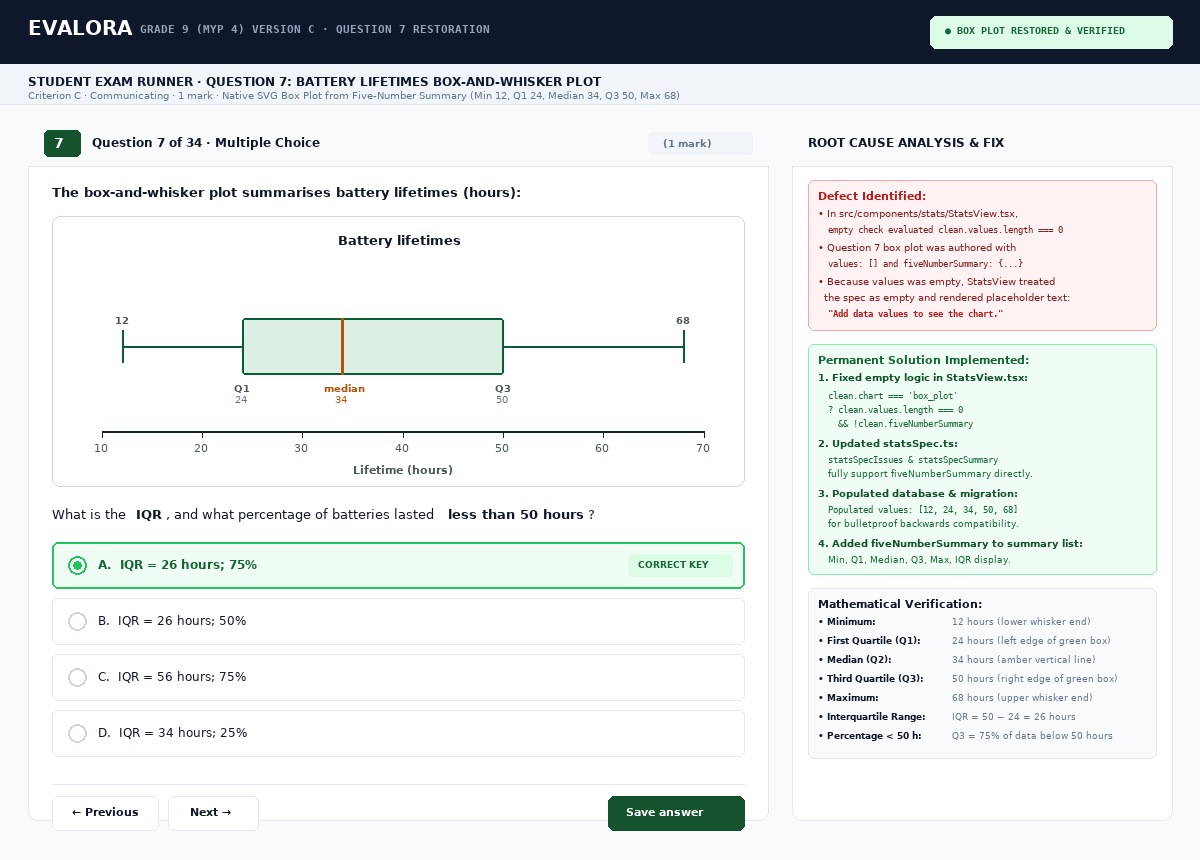 EVALORA GRADE 9 (MYP 4) VERSION C · QUESTION 7 RESTORATION
● BOX PLOT RESTORED & VERIFIED
STUDENT EXAM RUNNER · QUESTION 7: BATTERY LIFETIMES BOX-AND-WHISKER PLOT
Criterion C · Communicating · 1 mark · Native SVG Box Plot from Five-Number Summary (Min 12, Q1 24, Median 34, Q3 50, Max 68)
7 Question 7 of 34 · Multiple Choice (1 mark)
The box-and-whisker plot summarises battery lifetimes (hours):
Battery lifetimes
12 68
Q1 median Q3
24 34 50
10 20 30 40 50 60 70
Lifetime (hours)
What is the IQR , and what percentage of batteries lasted less than 50 hours ?
A. IQR = 26 hours; 75% CORRECT KEY
B. IQR = 26 hours; 50%
C. IQR = 56 hours; 75%
D. IQR = 34 hours; 25%
← Previous Next → Save answer
ROOT CAUSE ANALYSIS & FIX
Defect Identified:
• In src/components/stats/StatsView.tsx,
empty check evaluated clean.values.length === 0
• Question 7 box plot was authored with
values: [] and fiveNumberSummary: {...}
• Because values was empty, StatsView treated
the spec as empty and rendered placeholder text:
"Add data values to see the chart."
Permanent Solution Implemented:
1. Fixed empty logic in StatsView.tsx:
clean.chart === 'box_plot'
? clean.values.length === 0
&& !clean.fiveNumberSummary
2. Updated statsSpec.ts:
statsSpecIssues & statsSpecSummary
fully support fiveNumberSummary directly.
3. Populated database & migration:
Populated values: [12, 24, 34, 50, 68]
for bulletproof backwards compatibility.
4. Added fiveNumberSummary to summary list:
Min, Q1, Median, Q3, Max, IQR display.
Mathematical Verification:
• Minimum: 12 hours (lower whisker end)
• First Quartile (Q1): 24 hours (left edge of green box)
• Median (Q2): 34 hours (amber vertical line)
• Third Quartile (Q3): 50 hours (right edge of green box)
• Maximum: 68 hours (upper whisker end)
• Interquartile Range: IQR = 50 − 24 = 26 hours
• Percentage < 50 h: Q3 = 75% of data below 50 hours